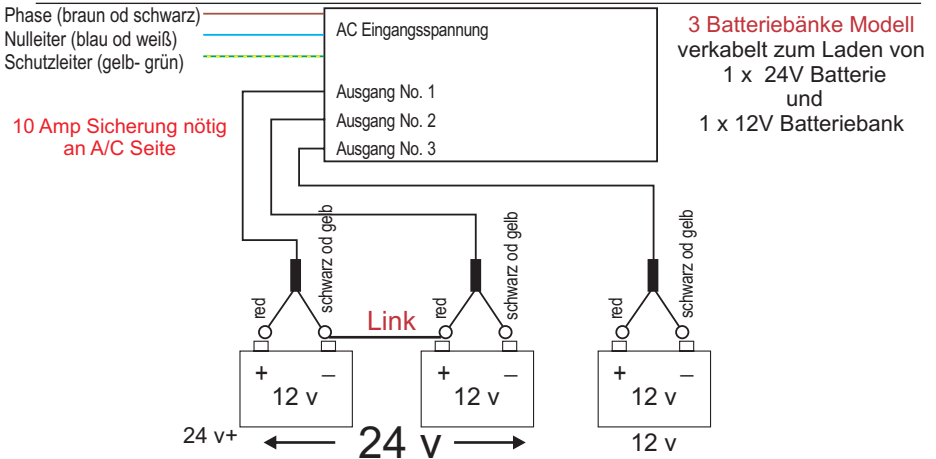 Phase (braun od schwarz)
Nulleiter (blau od weiß)
Schutzleiter (gelb- grün)
AC Eingangsspannung
3 Batteriebänke Modell
verkabelt zum Laden von
1 x 24V Batterie
und
1 x 12V Batteriebank
10 Amp Sicherung nötig
an A/C Seite
Ausgang No. 1
Ausgang No. 2
Ausgang No. 3
red
schwarz od gelb
red
schwarz od gelb
red
schwarz od gelb
Link
+ –
12 v
+ –
12 v
+ –
12 v
24 v+
24 v
12 v